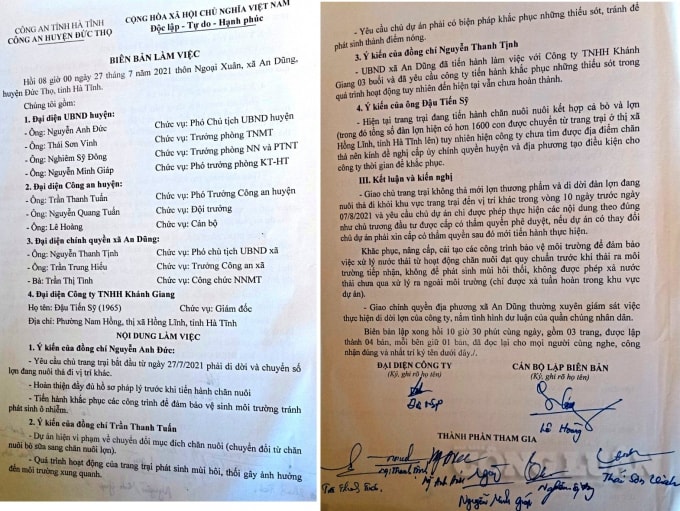 CÔNG AN TỈNH HÀ TĨNH
CÔNG AN HUYỆN ĐỨC THỌ
CỘNG HÒA XÃ HỘI CHỦ NGHĨA VIỆT NAM
Độc lập - Tự do - Hạnh phúc
BIÊN BẢN LÀM VIỆC
Hồi 08 giờ 00 ngày 27 tháng 7 năm 2021 thôn Ngoại Xuân, xã An Dũng,
huyện Đức Thọ, tỉnh Hà Tĩnh.
Chúng tôi gồm:
1. Đại diện UBND huyện:
- Ông: Nguyễn Anh Đức Chức vụ: Phó Chủ tịch UBND huyện
- Ông: Thái Sơn Vinh Chức vụ: Trưởng phòng TNMT
- Ông: Nghiêm Sỹ Đông Chức vụ: Trưởng phòng NN và PTNT
- Ông: Nguyễn Minh Giáp Chức vụ: Phó trưởng phòng KT-HT
2. Đại diện Công an huyện:
- Ông: Trần Thanh Tuấn Chức vụ: Phó Trưởng Công an huyện
- Ông: Nguyễn Quang Tuấn Chức vụ: Đội trưởng
- Ông: Lê Hoàng Chức vụ: Cán bộ
3. Đại diện chính quyền xã An Dũng:
- Ông: Nguyễn Thanh Tịnh Chức vụ: Phó chủ tịch UBND xã
- Ông: Trần Trung Hiếu Chức vụ: Trưởng Công an xã
- Bà: Trần Thị Tình Chức vụ: Công chức NNMT
4. Đại diện Công ty TNHH Khánh Giang
Họ tên: Đậu Tiến Sỹ (1965) Chức vụ: Giám đốc
Địa chỉ: Phường Nam Hồng, thị xã Hồng Lĩnh, tỉnh Hà Tĩnh
NỘI DUNG LÀM VIỆC
1. Ý kiến của đồng chí Nguyễn Anh Đức:
- Yêu cầu chủ trang trại bắt đầu từ ngày 27/7/2021 phải di dời và chuyển số
lợn đang nuôi thả đi vị trí khác.
- Hoàn thiện đầy đủ hồ sơ pháp lý trước khi tiến hành chăn nuôi
- Tiến hành khắc phục các công trình để đảm bảo vệ sinh môi trường tránh
phát sinh ô nhiễm.
2. Ý kiến của đồng chí Trần Thanh Tuấn
- Dự án hiện vi phạm về chuyển đổi mục đích chăn nuôi (chuyển đổi từ chăn
nuôi bò sữa sang chăn nuôi lợn).
- Quá trình hoạt động của trang trại phát sinh mùi hôi, thối gây ảnh hưởng
đến môi trường xung quanh.
- Yêu cầu chủ dự án phải có biện pháp khắc phục những thiếu sót, tránh để
phát sinh thành điểm nóng.
3. Ý kiến của đồng chí Nguyễn Thanh Tịnh
- UBND xã An Dũng đã tiến hành làm việc với Công ty TNHH Khánh
Giang 03 buổi và đã yêu cầu công ty tiến hành khắc phục những thiếu sót trong
quá trình hoạt động tuy nhiên đến hiện tại vẫn chưa hoàn thành.
4. Ý kiến của ông Đậu Tiến Sỹ
- Hiện tại trang trại đang tiến hành chăn nuôi kết hợp cả bò và lợn
(trong đó tổng số đàn lợn hiện có hơn 1600 con được chuyển từ trang trại ở thị xã
Hồng Lĩnh, tỉnh Hà Tĩnh lên) tuy nhiên hiện công ty chưa tìm được địa điểm chăn
thả nên kính đề nghị cấp ủy chính quyền huyện và địa phương tạo điều kiện cho
công ty thời gian để khắc phục.
III. Kết luận và kiến nghị
- Giao chủ trang trại không thả mới lợn thương phẩm và di dời đàn lợn đang
nuôi thả đi khỏi khu vực trang trại đến vị trí khác trong vòng 10 ngày trước ngày
07/8/2021 và yêu cầu chủ dự án chỉ được phép thực hiện các nội dung theo đúng
như chủ trương đầu tư được cấp có thẩm quyền phê duyệt, nếu dự án có thay đổi
chủ dự án phải xin cấp có thẩm quyền sau đó mới tiến hành thực hiện.
Khắc phục, nâng cấp, cải tạo các công trình bảo vệ môi trường để đảm bảo
việc xử lý nước thải từ hoạt động chăn nuôi đạt quy chuẩn trước khi thải ra môi
trường tiếp nhận, không để phát sinh mùi hôi thối, không được phép xả nước
thải chưa qua xử lý ra ngoài môi trường (chỉ được xả tuần hoàn trong khu vực
dự án).
- Giao chính quyền địa phương xã An Dũng thường xuyên giám sát việc
thực hiện di dời lợn của công ty, nắm tình hình dư luận của quần chúng nhân dân.
Biên bản lập xong hồi 10 giờ 30 phút cùng ngày, gồm 03 trang, được lập
thành 04 bản, mỗi bên giữ 01 bản, đã đọc lại cho mọi người cùng nghe, công
nhận đúng và nhất trí ký tên dưới đây./.
ĐẠI DIỆN CÔNG TY
(Ký, ghi rõ họ tên)
CÁN BỘ LẬP BIÊN BẢN
(Ký, ghi rõ họ tên)
Lê Hoàng
THÀNH PHẦN THAM GIA
Nguyễn Minh Giáp
Thái Sơn Vinh